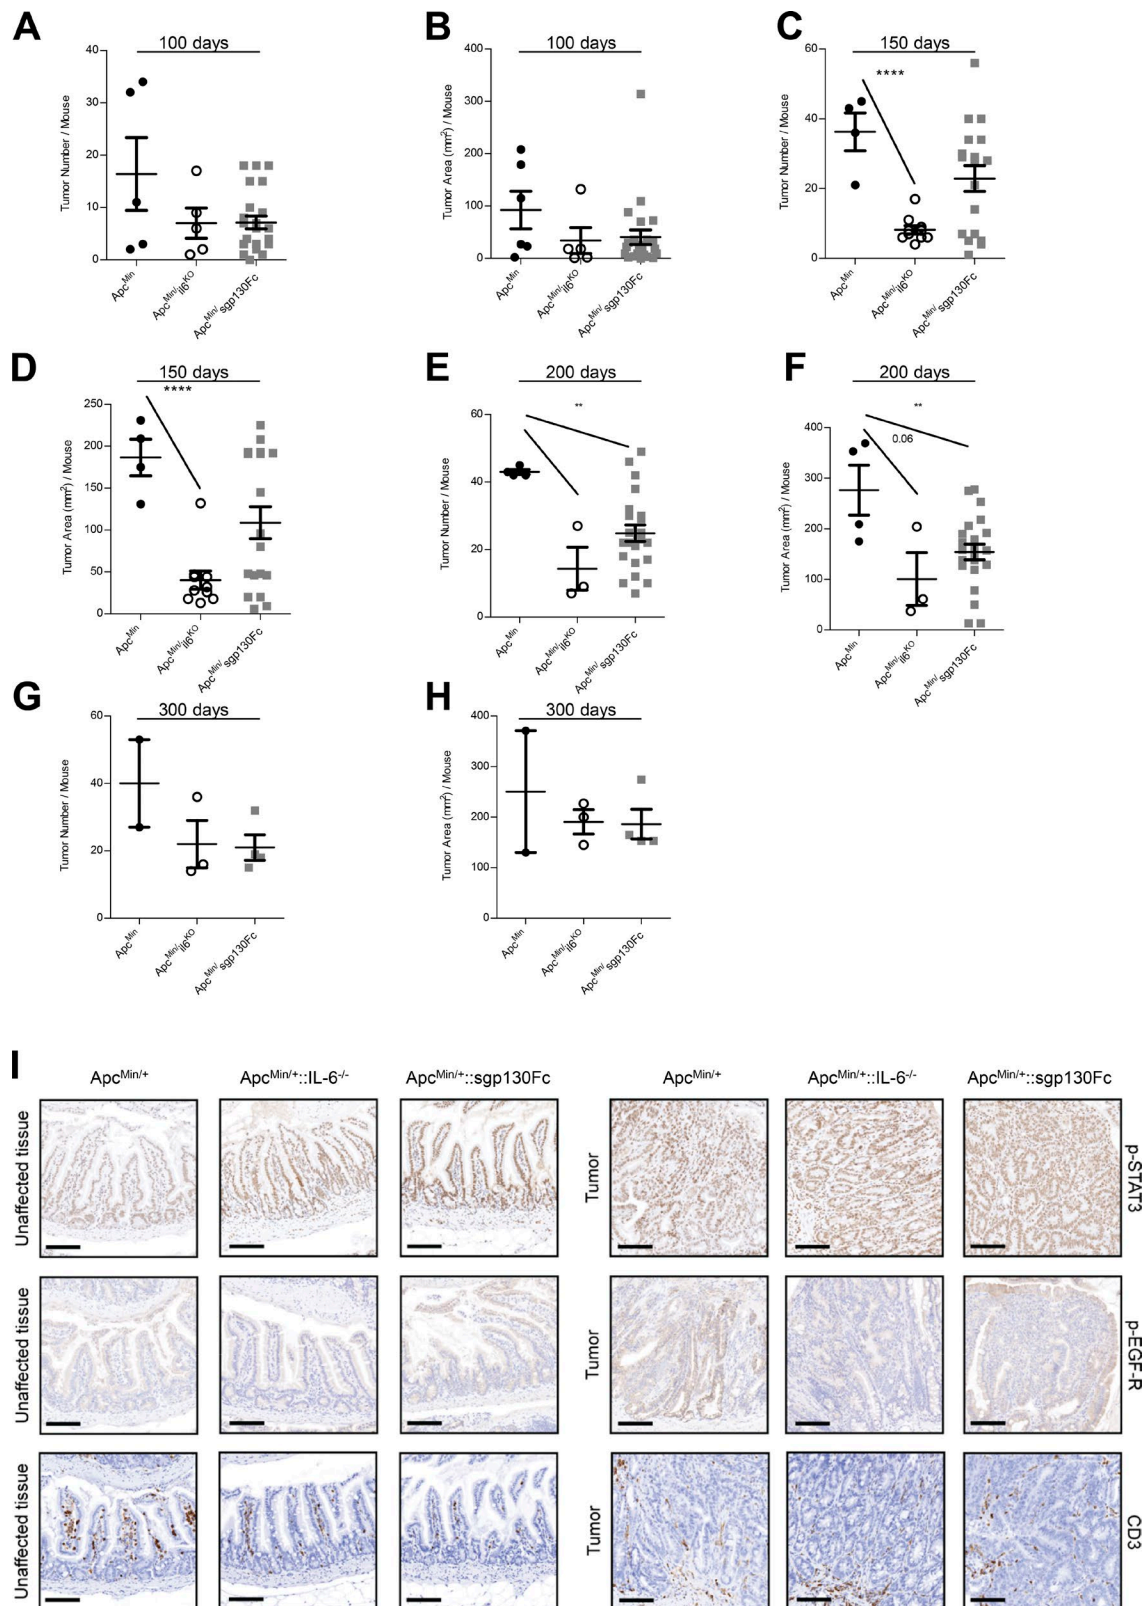 A
100 days
Tumor Number / Mouse
40
30
20
10
0
Apc^Min
Apc^Min/Il6^KO
Apc^Min/sgp130Fc
B
100 days
Tumor Area (mm²) / Mouse
400
300
200
100
0
Apc^Min
Apc^Min/Il6^KO
Apc^Min/sgp130Fc
C
150 days
****
Tumor Number / Mouse
60
40
20
0
Apc^Min
Apc^Min/Il6^KO
Apc^Min/sgp130Fc
D
150 days
****
Tumor Area (mm²) / Mouse
250
200
150
100
50
0
Apc^Min
Apc^Min/Il6^KO
Apc^Min/sgp130Fc
E
200 days
**
Tumor Number / Mouse
60
40
20
0
Apc^Min
Apc^Min/Il6^KO
Apc^Min/sgp130Fc
F
200 days
**
0.06
Tumor Area (mm²) / Mouse
400
300
200
100
0
Apc^Min
Apc^Min/Il6^KO
Apc^Min/sgp130Fc
G
300 days
Tumor Number / Mouse
60
40
20
0
Apc^Min
Apc^Min/Il6^KO
Apc^Min/sgp130Fc
H
300 days
Tumor Area (mm²) / Mouse
400
300
200
100
0
Apc^Min
Apc^Min/Il6^KO
Apc^Min/sgp130Fc
I
Apc^Min/+
Apc^Min/+::IL-6^-/-
Apc^Min/+::sgp130Fc
Apc^Min/+
Apc^Min/+::IL-6^-/-
Apc^Min/+::sgp130Fc
Unaffected tissue
Tumor
p-STAT3
Unaffected tissue
Tumor
p-EGF-R
Unaffected tissue
Tumor
CD3